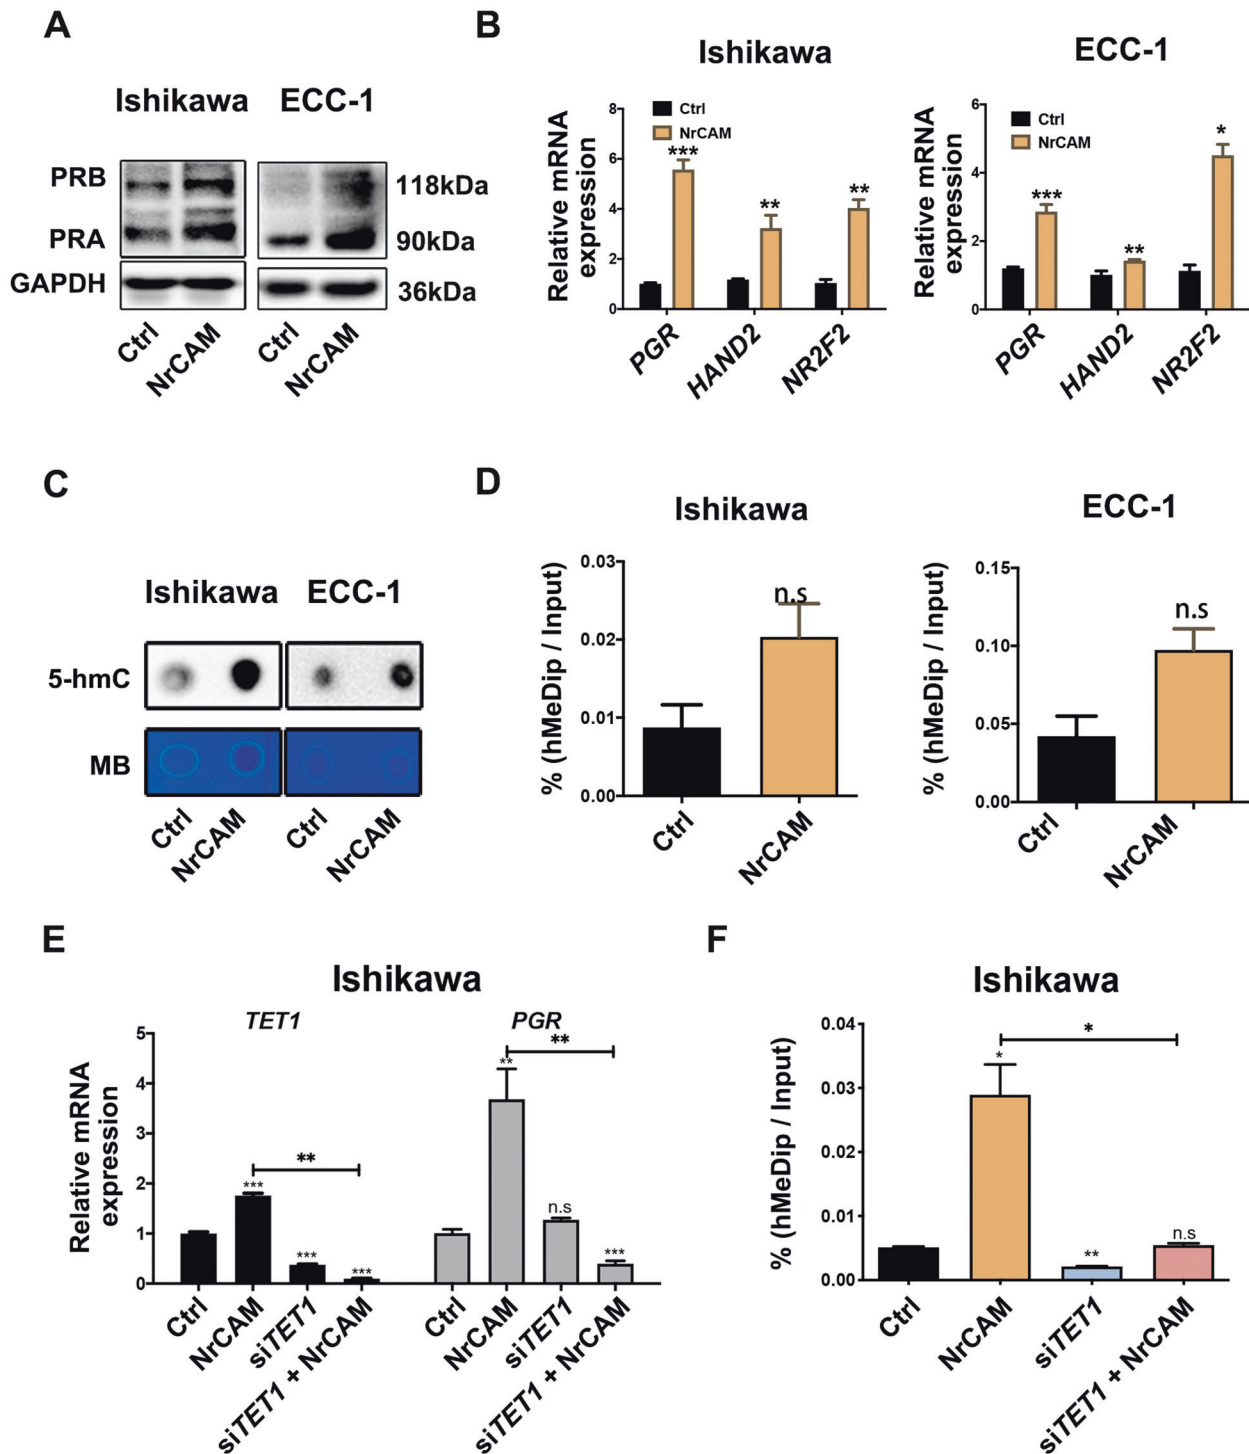 A
Ishikawa ECC-1
PRB
118kDa
PRA
90kDa
GAPDH
36kDa
Ctrl
NrCAM
Ctrl
NrCAM
B
Ishikawa
Relative mRNA
expression
8
6
4
2
0
Ctrl
NrCAM
***
**
**
PGR
HAND2
NR2F2
ECC-1
Relative mRNA
expression
6
4
2
0
Ctrl
NrCAM
***
**
*
PGR
HAND2
NR2F2
C
Ishikawa ECC-1
5-hmC
MB
Ctrl
NrCAM
Ctrl
NrCAM
D
Ishikawa
% (hMeDip / Input)
0.03
0.02
0.01
0.00
n.s
Ctrl
NrCAM
ECC-1
% (hMeDip / Input)
0.15
0.10
0.05
0.00
n.s
Ctrl
NrCAM
E
Ishikawa
TET1
PGR
Relative mRNA
expression
5
4
3
2
1
0
***
**
***
***
**
**
n.s
***
Ctrl
NrCAM
siTET1
siTET1 + NrCAM
Ctrl
NrCAM
siTET1
siTET1 + NrCAM
F
Ishikawa
% (hMeDip / Input)
0.04
0.03
0.02
0.01
0.00
*
*
**
n.s
Ctrl
NrCAM
siTET1
siTET1 + NrCAM